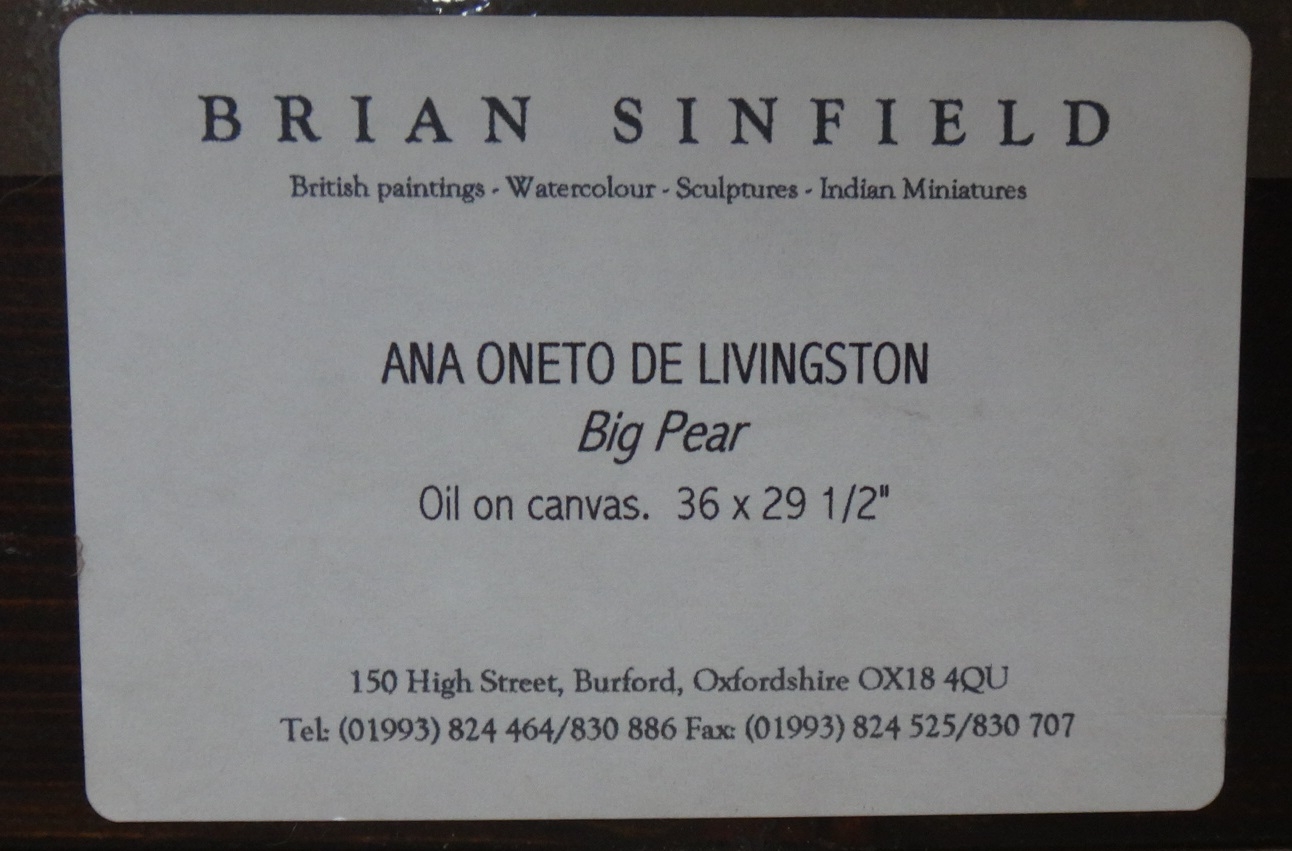 BRIAN SINFIELD
British paintings - Watercolour - Sculptures - Indian Miniatures
ANA ONETO DE LIVINGSTON
Big Pear
Oil on canvas. 36 x 29 1/2"
150 High Street, Burford, Oxfordshire OX18 4QU
Tel: (01993) 824 464/830 886 Fax: (01993) 824 525/830 707